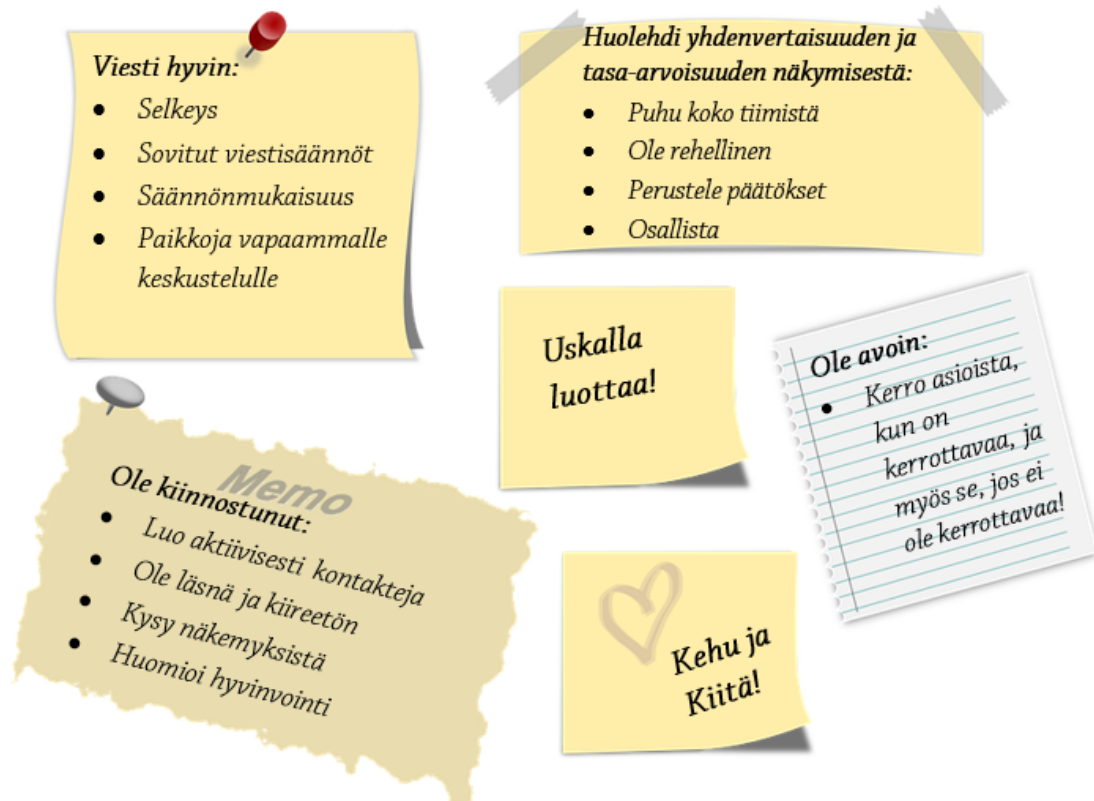 Viesti hyvin:
• Selkeys
• Sovitut viestisäännöt
• Säännönmukaisuus
• Paikkoja vapaammalle
keskustelulle
Huolehdi yhdenvertaisuuden ja
tasa-arvoisuuden näkymisestä:
• Puhu koko tiimistä
• Ole rehellinen
• Perustele päätökset
• Osallista
Uskalla
luottaa!
Ole avoin:
• Kerro asioista,
kun on
kerrottavaa, ja
myös se, jos ei
ole kerrottavaa!
Memo
Ole kiinnostunut:
• Luo aktiivisesti kontakteja
• Ole läsnä ja kiireetön
• Kysy näkemyksistä
• Huomioi hyvinvointi
Kehu ja
Kiitä!